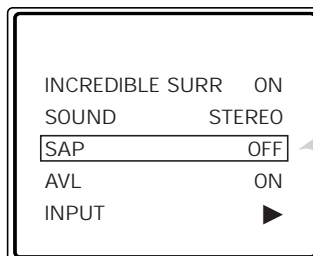 INCREDIBLE SURR ON
SOUND STEREO
SAP OFF
AVL ON
INPUT ▶